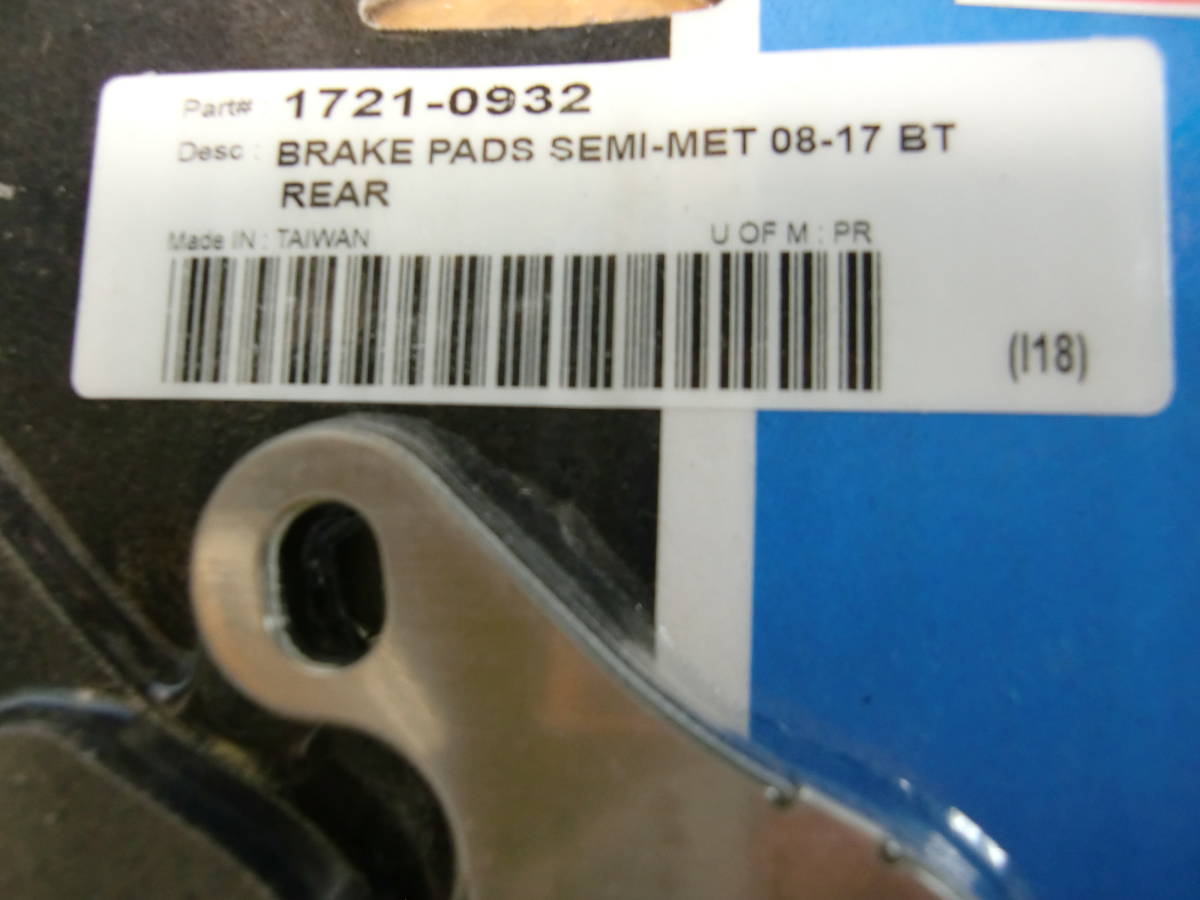 Part# : 1721-0932
Desc : BRAKE PADS SEMI-MET 08-17 BT
REAR
Made IN : TAIWAN U OF M : PR
(I18)